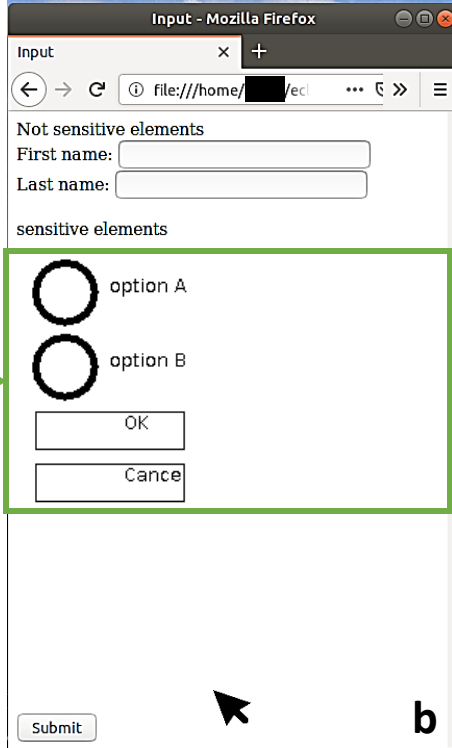 Input - Mozilla Firefox
Input
file:///home/ /ecl
Not sensitive elements
First name:
Last name:
sensitive elements
option A
option B
OK
Cance
Submit
b